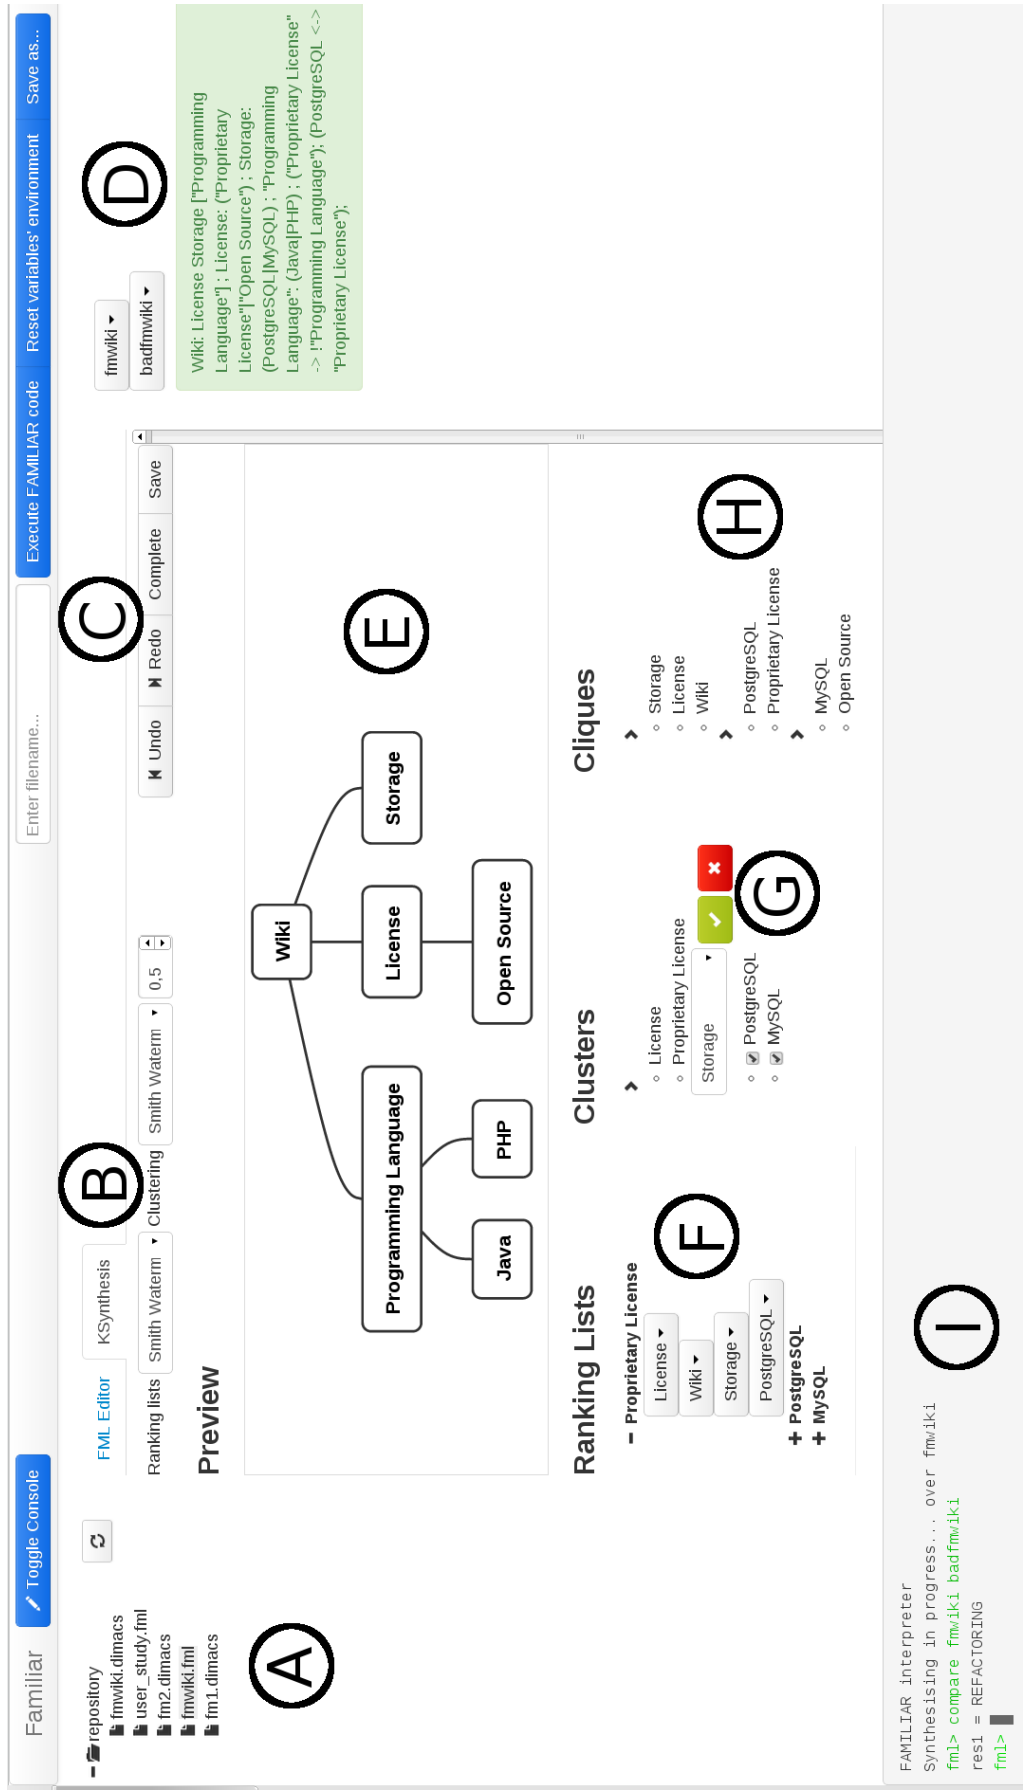 Familiar
Toggle Console
Enter filename...
Execute FAMILIAR code
Reset variables' environment
Save as...
repository
fmwiki.dimacs
user_study.fml
fm2.dimacs
fmwiki.fml
fm1.dimacs
A
FML Editor
KSynthesis
B
C
Ranking lists
Smith Waterm
Clustering
Smith Waterm
0,5
Undo
Redo
Complete
Save
Preview
Wiki
Programming Language
License
Storage
Java
PHP
Open Source
E
Ranking Lists
Proprietary License
License
Wiki
Storage
PostgreSQL
PostgreSQL
MySQL
F
Clusters
License
Proprietary License
Storage
PostgreSQL
MySQL
G
Cliques
Storage
License
Wiki
PostgreSQL
Proprietary License
MySQL
Open Source
H
fmwiki
badfmwiki
D
Wiki: License Storage ["Programming
Language"] ; License: ("Proprietary
License"|"Open Source") ; Storage:
(PostgreSQL|MySQL) ; "Programming
Language": (Java|PHP) ; ("Proprietary License"
-> !"Programming Language"); (PostgreSQL <->
"Proprietary License");
FAMILIAR interpreter
Synthesising in progress... over fmwiki
fml> compare fmwiki badfmwiki
res1 = REFACTORING
fml>
I